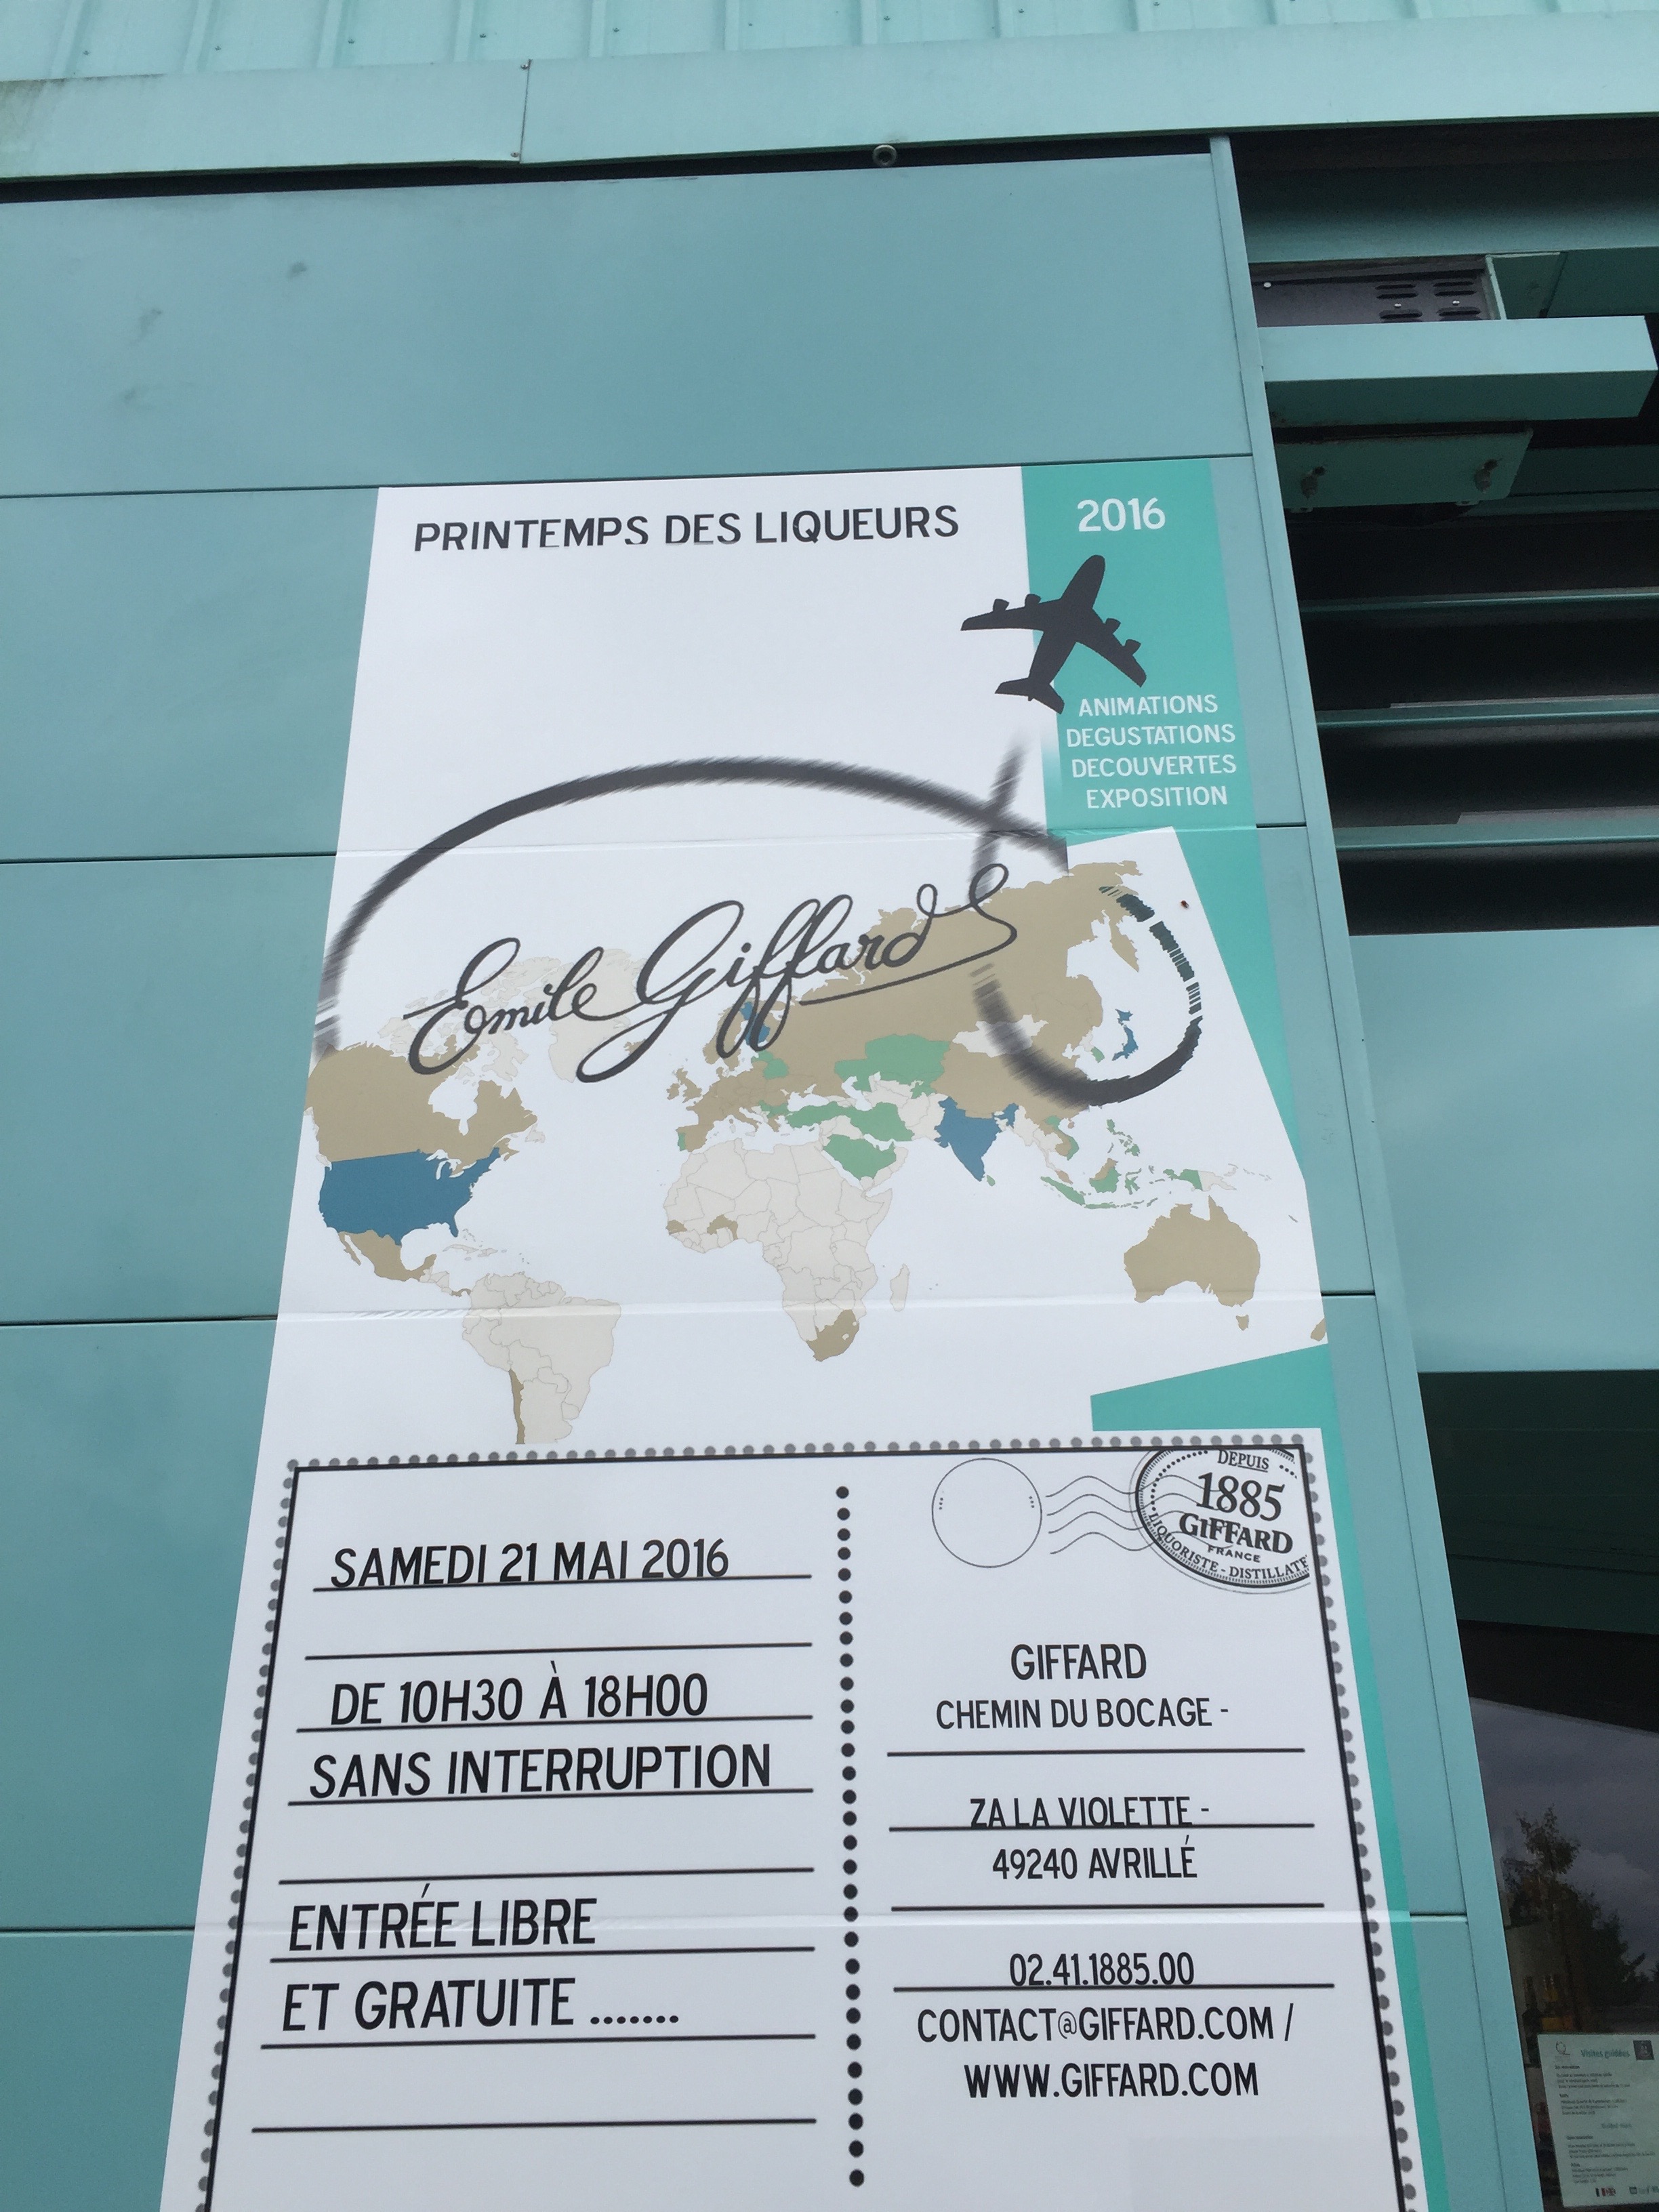 PRINTEMPS DES LIQUEURS
2016
ANIMATIONS
DEGUSTATIONS
DECOUVERTES
EXPOSITION
Emile Giffard
DEPUIS
1885
GIFFARD
FRANCE
LIQUORISTE - DISTILLATE
SAMEDI 21 MAI 2016
DE 10H30 À 18H00
SANS INTERRUPTION
ENTRÉE LIBRE
ET GRATUITE .......
GIFFARD
CHEMIN DU BOCAGE -
ZA LA VIOLETTE -
49240 AVRILLÉ
02.41.1885.00
CONTACT@GIFFARD.COM /
WWW.GIFFARD.COM
Visites guidées